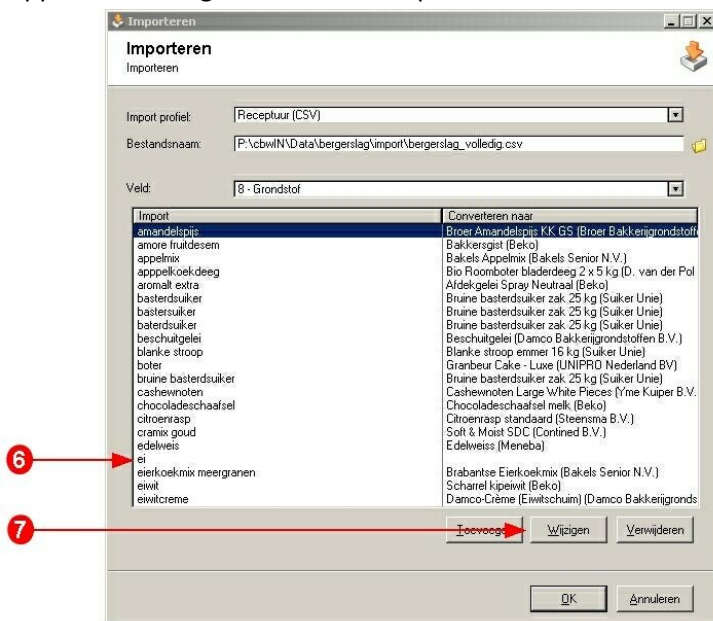 Importeren
Importeren
Importeren
Import profiel: Receptuur (CSV)
Bestandsnaam: P:\cbwIN\Data\bergerslag\import\bergerslag_volledig.csv
Veld: 8 - Grondstof
Import Converteren naar
amandelspijs Broer Amandelspijs KK GS (Broer Bakkerijgrondstoff
amore fruitdesem Bakkersgist (Beko)
appelmix Bakels Appelmix (Bakels Senior N.V.)
apppelkoekdeeg Bio Roomboter bladerdeeg 2 x 5 kg (D. van der Pol
aromalt extra Afdekgelei Spray Neutraal (Beko)
basterdsuiker Bruine basterdsuiker zak 25 kg (Suiker Unie)
bastersuiker Bruine basterdsuiker zak 25 kg (Suiker Unie)
baterdsuiker Bruine basterdsuiker zak 25 kg (Suiker Unie)
beschuitgelei Beschuitgelei (Damco Bakkerijgrondstoffen B.V.)
blanke stroop Blanke stroop emmer 16 kg (Suiker Unie)
boter Granbeur Cake - Luxe (UNIPRO Nederland BV)
bruine basterdsuiker Bruine basterdsuiker zak 25 kg (Suiker Unie)
cashewnoten Cashewnoten Large White Pieces (Yme Kuiper B.V.
chocoladeschaafsel Chocoladeschaafsel melk (Beko)
citroenrasp Citroenrasp standaard (Steensma B.V.)
cramix goud Soft & Moist SDC (Contined B.V.)
edelweis Edelweiss (Meneba)
6 ei
eierkoekmix meergranen Brabantse Eierkoekmix (Bakels Senior N.V.)
eiwit Scharrel kipeiwit (Beko)
eiwitcreme Damco-Crème (Eiwitschuim) (Damco Bakkerijgronds
7 Toevoegen Wijzigen Verwijderen
OK Annuleren